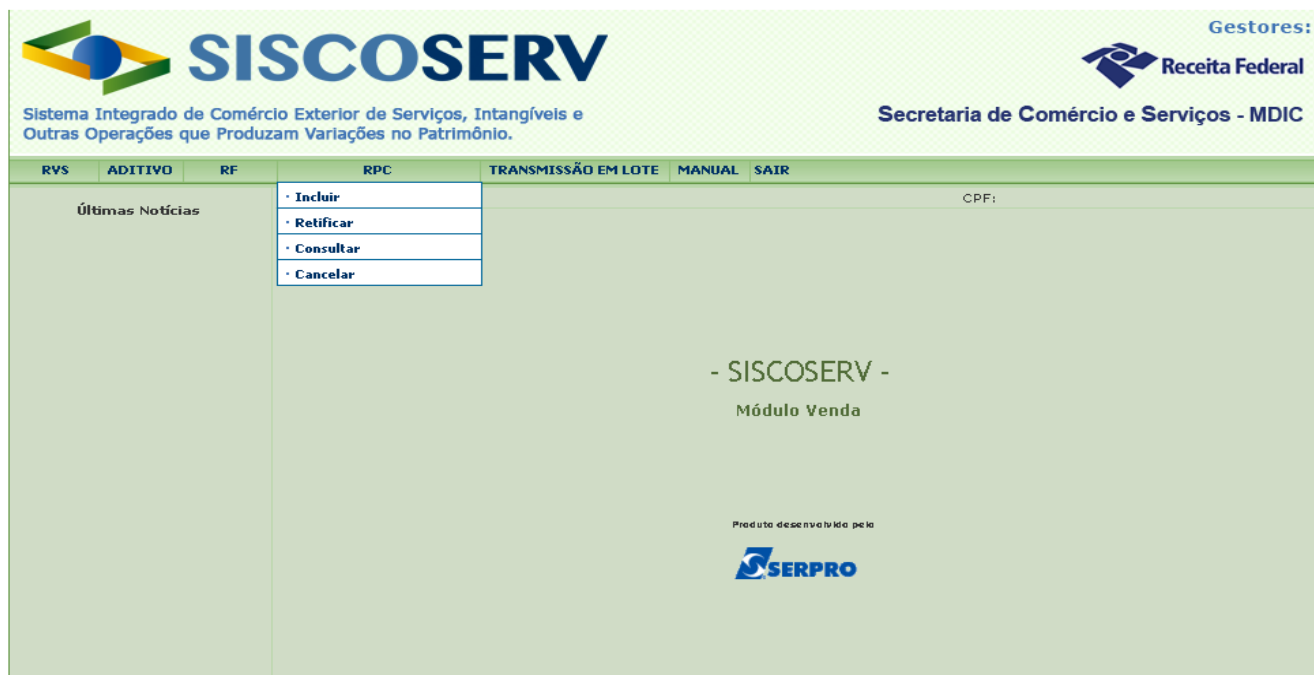 SISCOSERV
Sistema Integrado de Comércio Exterior de Serviços, Intangíveis e
Outras Operações que Produzam Variações no Patrimônio.
Gestores:
Receita Federal
Secretaria de Comércio e Serviços - MDIC
RVS ADITIVO RF RPC TRANSMISSÃO EM LOTE MANUAL SAIR
Últimas Notícias
· Incluir
· Retificar
· Consultar
· Cancelar
CPF:
- SISCOSERV -
Módulo Venda
Produto desenvolvido pelo
SERPRO